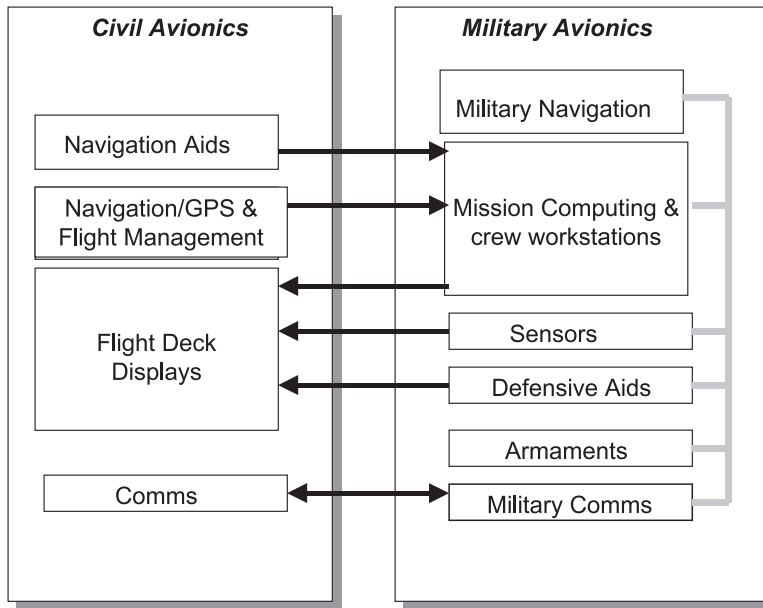 Civil Avionics
Navigation Aids
Navigation/GPS &
Flight Management
Flight Deck
Displays
Comms
Military Avionics
Military Navigation
Mission Computing &
crew workstations
Sensors
Defensive Aids
Armaments
Military Comms